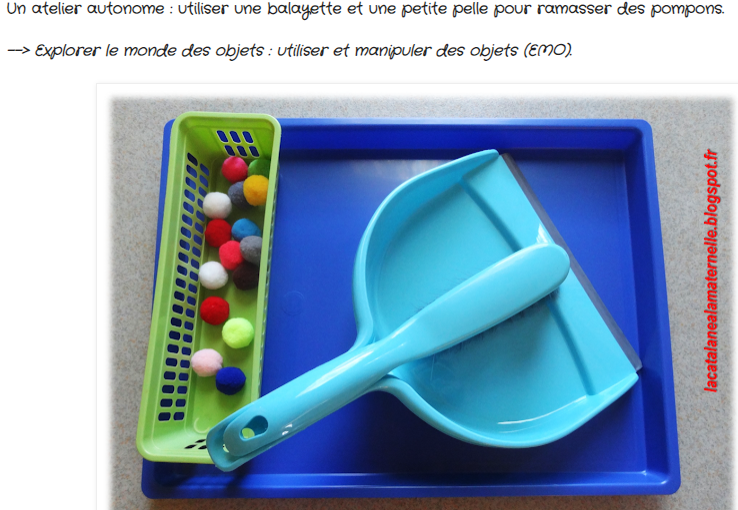 Un atelier autonome : utiliser une balayette et une petite pelle pour ramasser des pompons.
--> Explorer le monde des objets : utiliser et manipuler des objets (EMO).
lacatalanealamaternelle.blogspot.fr